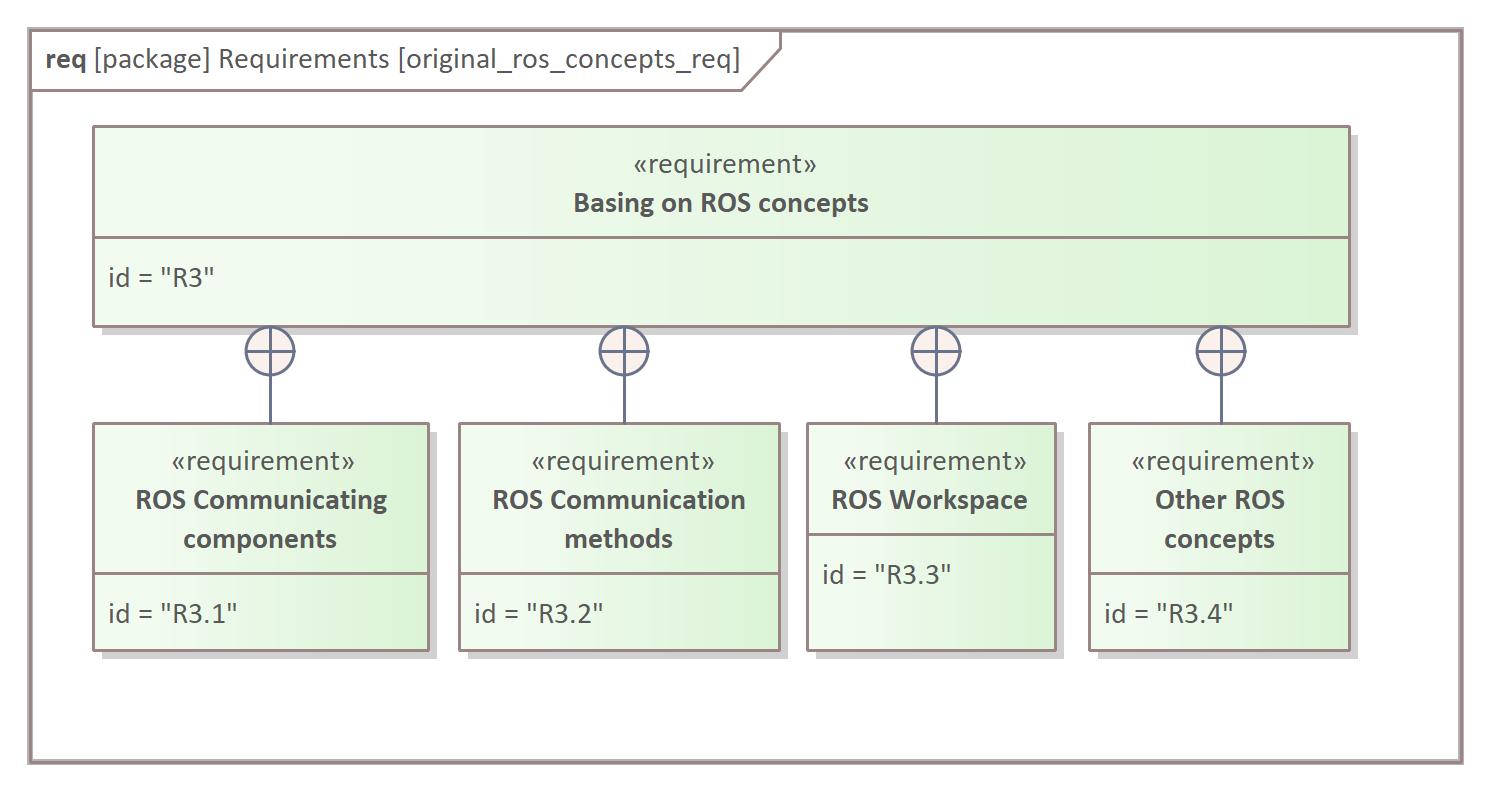 req [package] Requirements [original_ros_concepts_req]
«requirement»
Basing on ROS concepts
id = "R3"
«requirement»
ROS Communicating
components
id = "R3.1"
«requirement»
ROS Communication
methods
id = "R3.2"
«requirement»
ROS Workspace
id = "R3.3"
«requirement»
Other ROS
concepts
id = "R3.4"